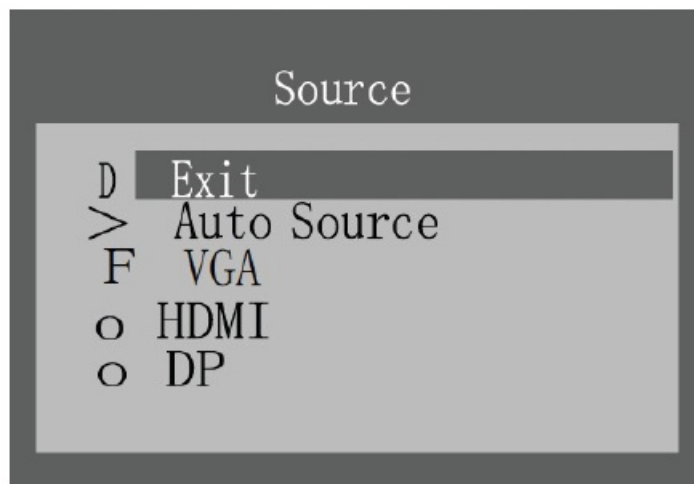 Source
D Exit
> Auto Source
F VGA
o HDMI
o DP